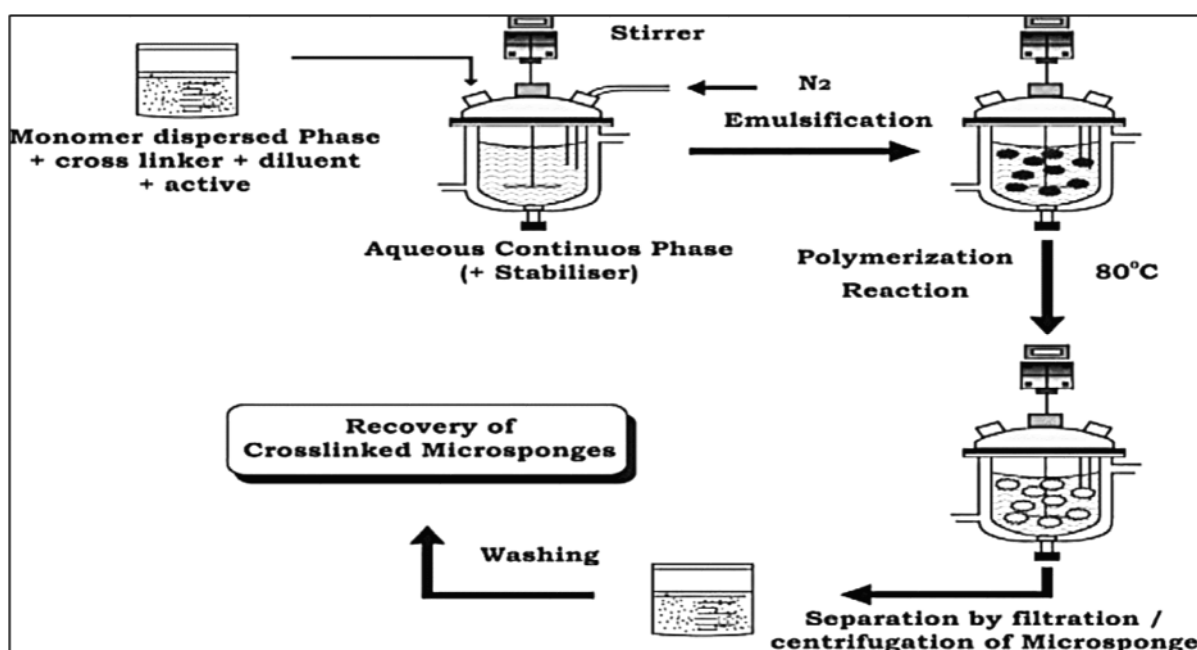 Stirrer
N2
Monomer dispersed Phase
+ cross linker + diluent
+ active
Emulsification
Aqueous Continuos Phase
(+ Stabiliser)
Polymerization
Reaction
80°C
Recovery of
Crosslinked Microsponges
Washing
Separation by filtration /
centrifugation of Microsponge